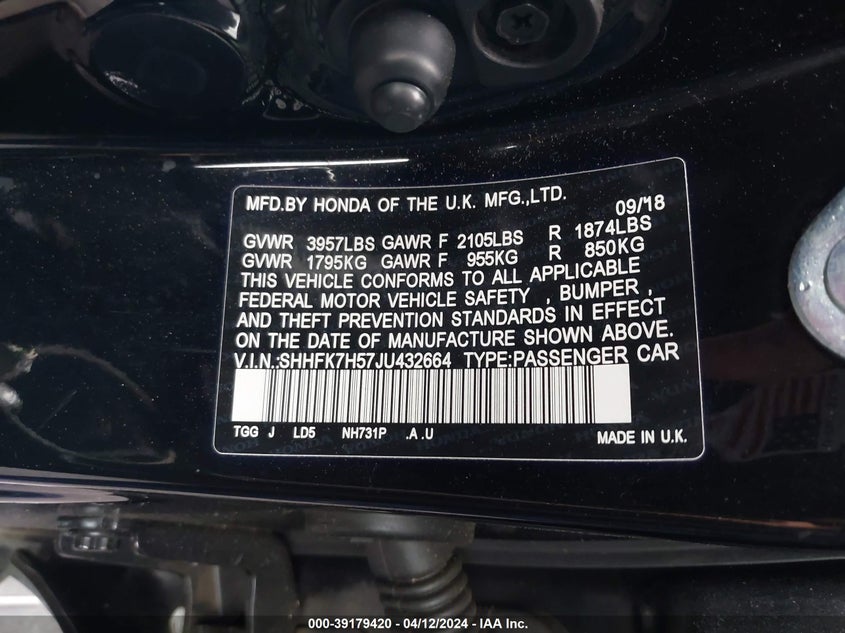 MFD.BY HONDA OF THE U.K. MFG.,LTD. 09/18
GVWR 3957LBS GAWR F 2105LBS R 1874LBS
GVWR 1795KG GAWR F 955KG R 850KG
THIS VEHICLE CONFORMS TO ALL APPLICABLE
FEDERAL MOTOR VEHICLE SAFETY , BUMPER ,
AND THEFT PREVENTION STANDARDS IN EFFECT
ON THE DATE OF MANUFACTURE SHOWN ABOVE.
V.I.N.:SHHFK7H57JU432664 TYPE:PASSENGER CAR
TGG J LD5 NH731P .A .U MADE IN U.K.
000-39179420 - 04/12/2024 - IAA Inc.